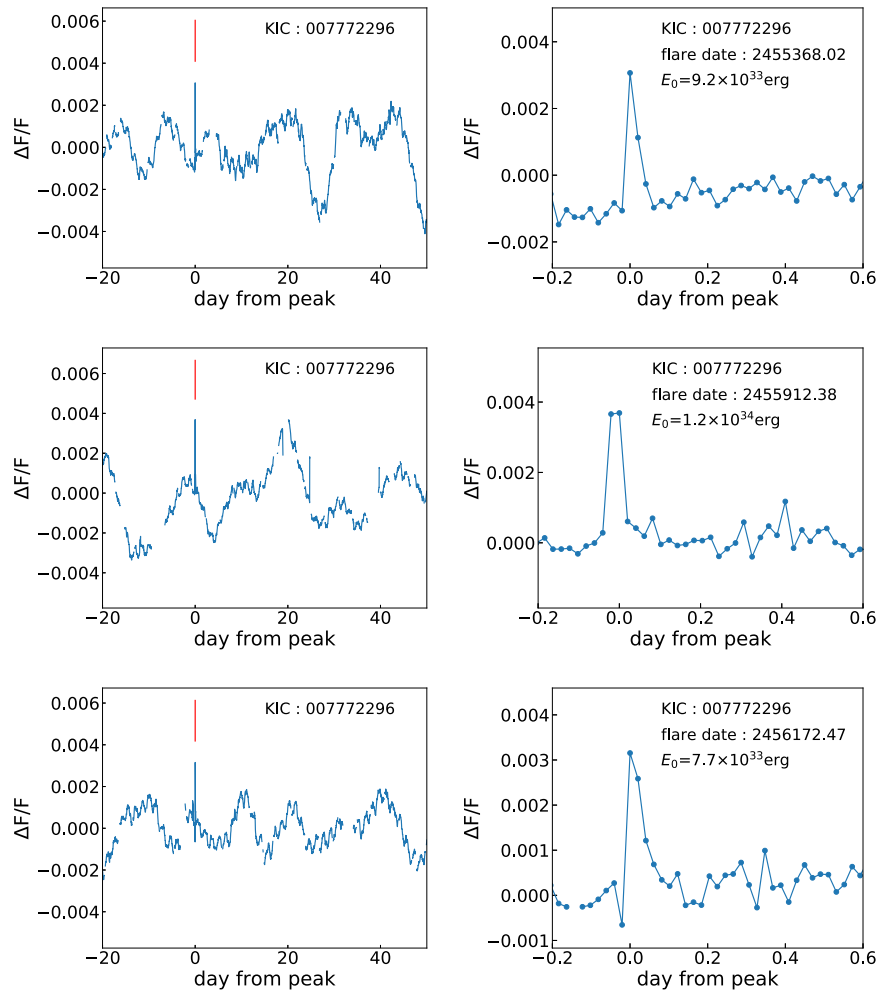 KIC : 007772296
0.006
0.004
0.002
0.000
−0.002
−0.004
ΔF/F
−20
0
20
40
day from peak
KIC : 007772296
flare date : 2455368.02
E₀=9.2×10³³erg
0.004
0.002
0.000
−0.002
ΔF/F
−0.2
0.0
0.2
0.4
0.6
day from peak
KIC : 007772296
0.006
0.004
0.002
0.000
−0.002
−0.004
ΔF/F
−20
0
20
40
day from peak
KIC : 007772296
flare date : 2455912.38
E₀=1.2×10³⁴erg
0.004
0.002
0.000
ΔF/F
−0.2
0.0
0.2
0.4
0.6
day from peak
KIC : 007772296
0.006
0.004
0.002
0.000
−0.002
−0.004
ΔF/F
−20
0
20
40
day from peak
KIC : 007772296
flare date : 2456172.47
E₀=7.7×10³³erg
0.004
0.003
0.002
0.001
0.000
−0.001
ΔF/F
−0.2
0.0
0.2
0.4
0.6
day from peak